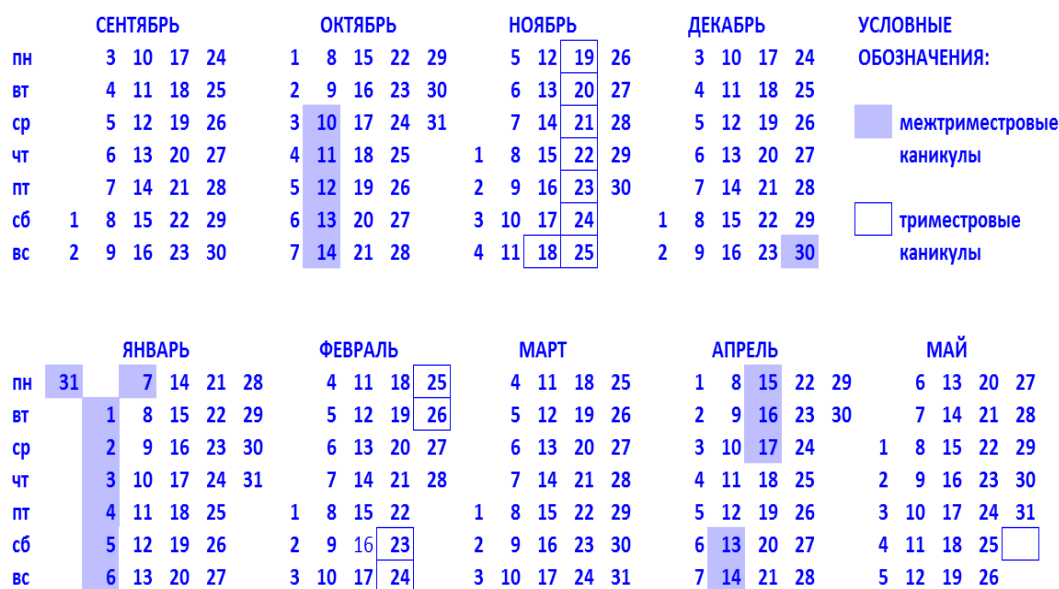 СЕНТЯБРЬ ОКТЯБРЬ НОЯБРЬ ДЕКАБРЬ УСЛОВНЫЕ
пн 3 10 17 24 1 8 15 22 29 5 12 19 26 3 10 17 24 ОБОЗНАЧЕНИЯ:
вт 4 11 18 25 2 9 16 23 30 6 13 20 27 4 11 18 25
ср 5 12 19 26 3 10 17 24 31 7 14 21 28 5 12 19 26 межтриместровые
чт 6 13 20 27 4 11 18 25 1 8 15 22 29 6 13 20 27 каникулы
пт 7 14 21 28 5 12 19 26 2 9 16 23 30 7 14 21 28
сб 1 8 15 22 29 6 13 20 27 3 10 17 24 1 8 15 22 29 триместровые
вс 2 9 16 23 30 7 14 21 28 4 11 18 25 2 9 16 23 30 каникулы
ЯНВАРЬ ФЕВРАЛЬ МАРТ АПРЕЛЬ МАЙ
пн 31 7 14 21 28 4 11 18 25 4 11 18 25 1 8 15 22 29 6 13 20 27
вт 1 8 15 22 29 5 12 19 26 5 12 19 26 2 9 16 23 30 7 14 21 28
ср 2 9 16 23 30 6 13 20 27 6 13 20 27 3 10 17 24 1 8 15 22 29
чт 3 10 17 24 31 7 14 21 28 7 14 21 28 4 11 18 25 2 9 16 23 30
пт 4 11 18 25 1 8 15 22 1 8 15 22 29 5 12 19 26 3 10 17 24 31
сб 5 12 19 26 2 9 16 23 2 9 16 23 30 6 13 20 27 4 11 18 25
вс 6 13 20 27 3 10 17 24 3 10 17 24 31 7 14 21 28 5 12 19 26